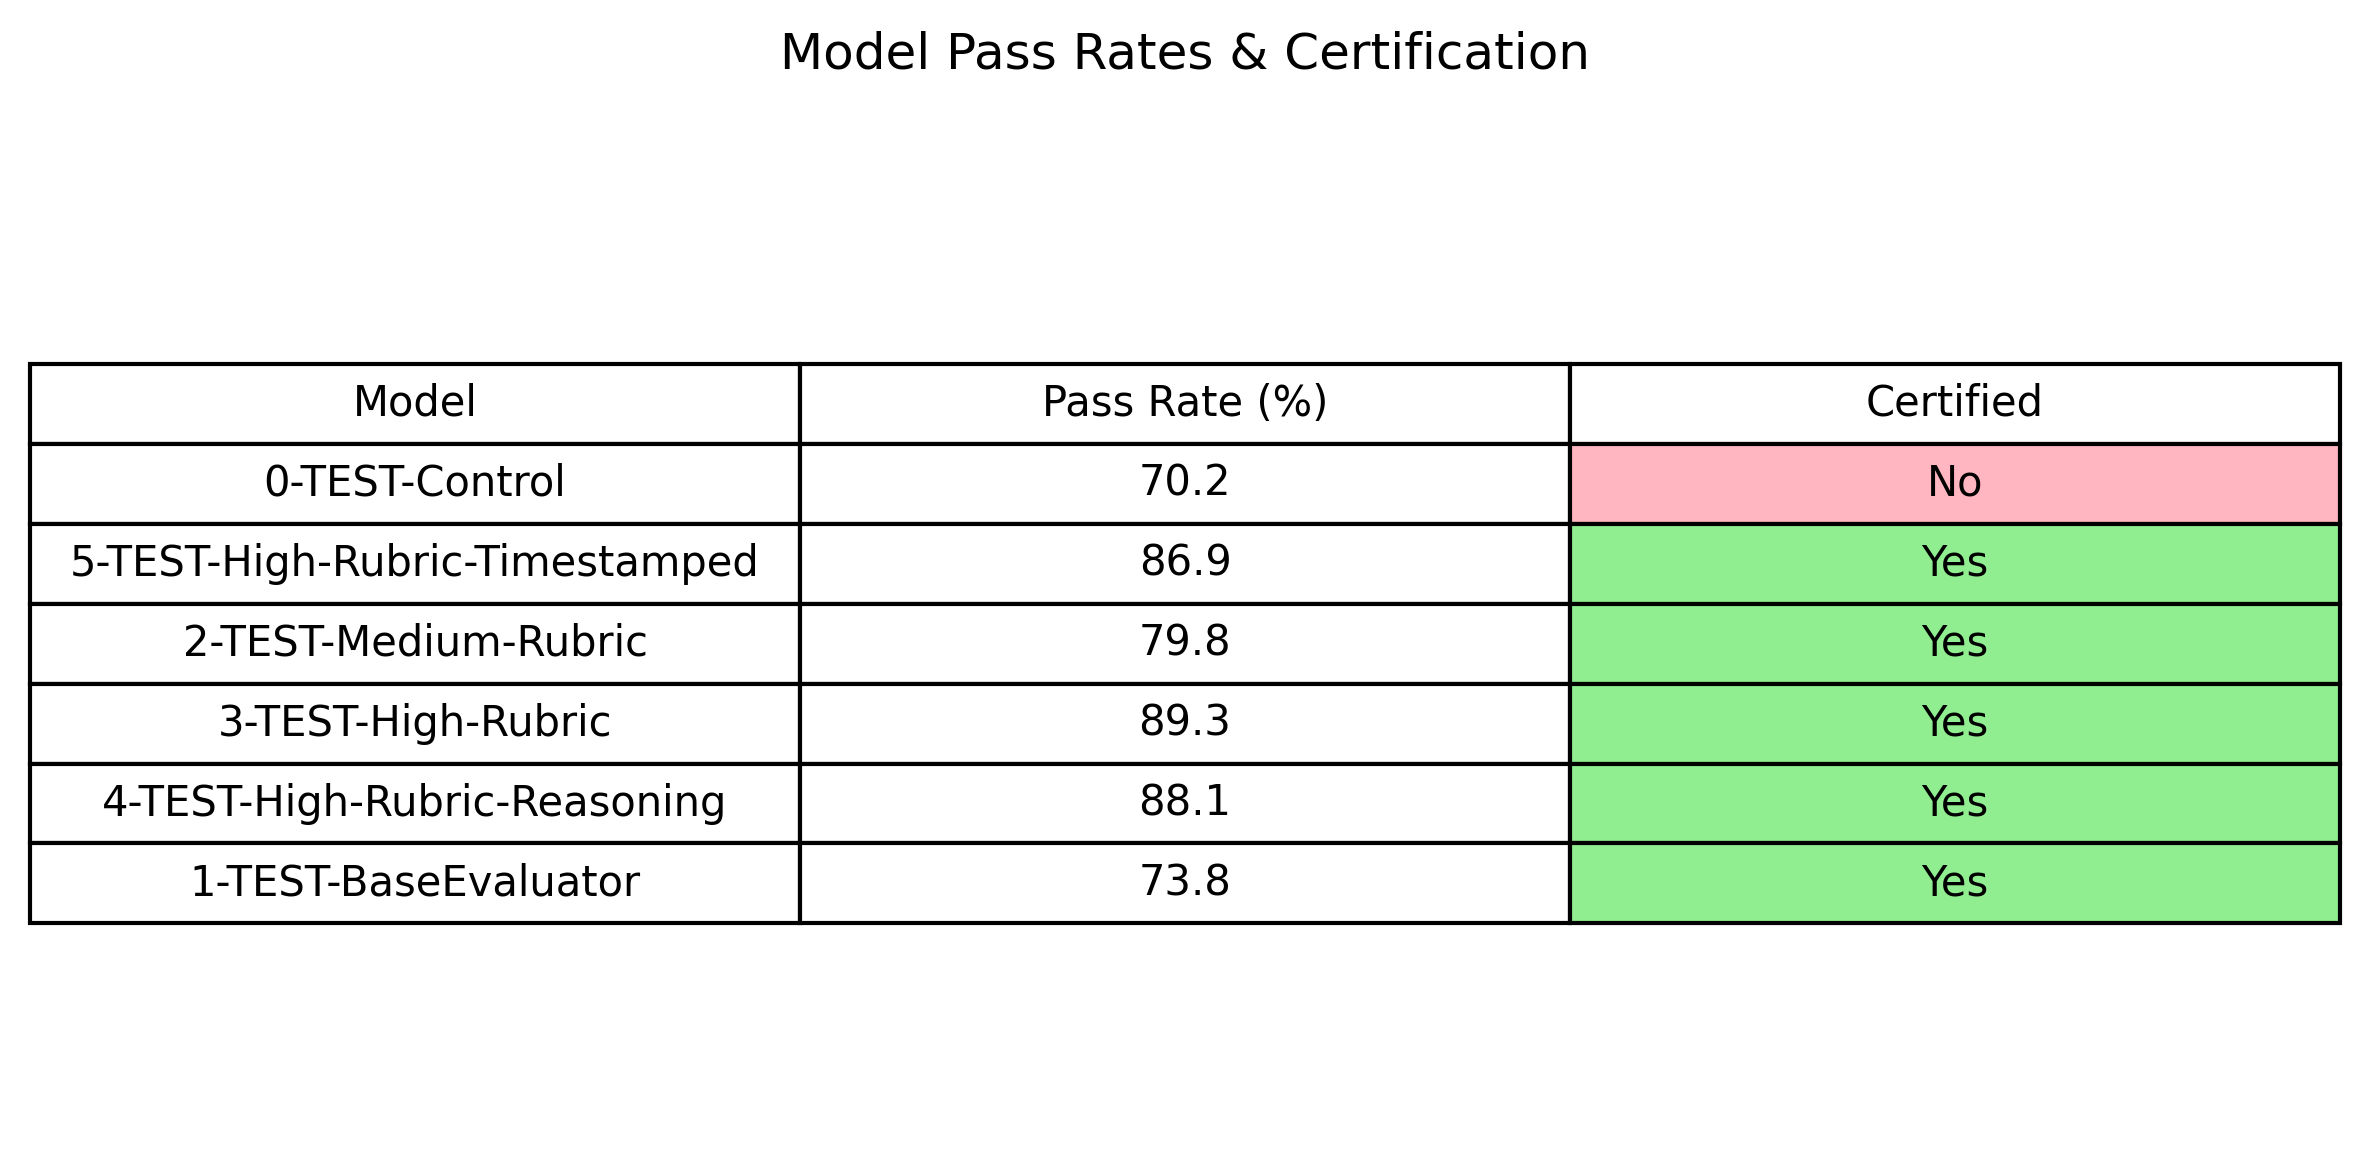 Model Pass Rates & Certification
Model Pass Rate (%) Certified
0-TEST-Control 70.2 No
5-TEST-High-Rubric-Timestamped 86.9 Yes
2-TEST-Medium-Rubric 79.8 Yes
3-TEST-High-Rubric 89.3 Yes
4-TEST-High-Rubric-Reasoning 88.1 Yes
1-TEST-BaseEvaluator 73.8 Yes